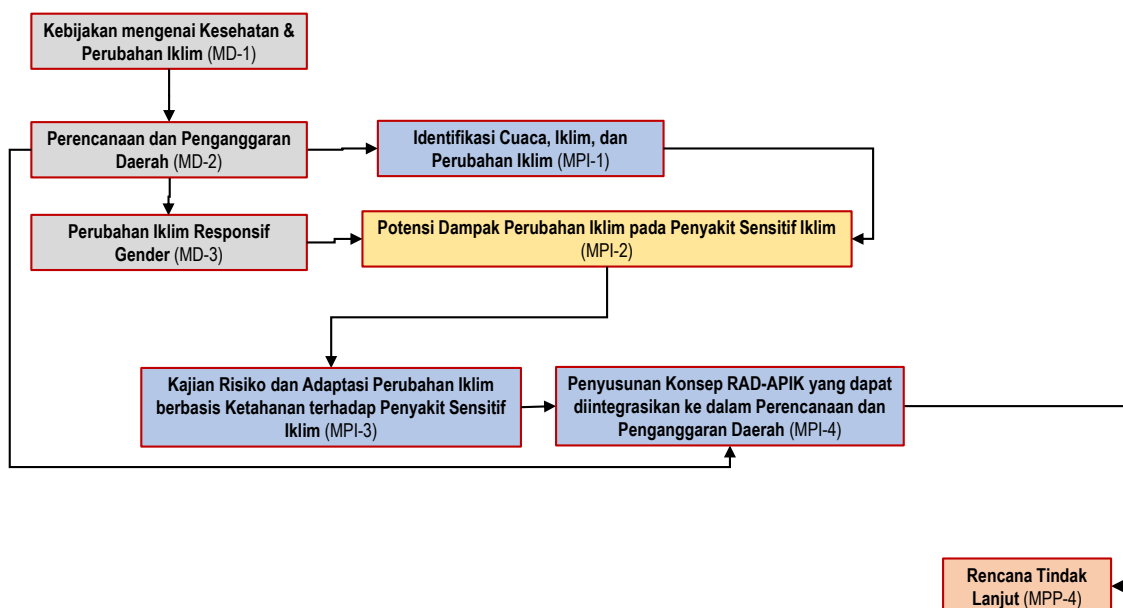 Kebijakan mengenai Kesehatan &
Perubahan Iklim (MD-1)
Perencanaan dan Penganggaran
Daerah (MD-2)
Identifikasi Cuaca, Iklim, dan
Perubahan Iklim (MPI-1)
Perubahan Iklim Responsif
Gender (MD-3)
Potensi Dampak Perubahan Iklim pada Penyakit Sensitif Iklim
(MPI-2)
Kajian Risiko dan Adaptasi Perubahan Iklim
berbasis Ketahanan terhadap Penyakit Sensitif
Iklim (MPI-3)
Penyusunan Konsep RAD-APIK yang dapat
diintegrasikan ke dalam Perencanaan dan
Penganggaran Daerah (MPI-4)
Rencana Tindak
Lanjut (MPP-4)